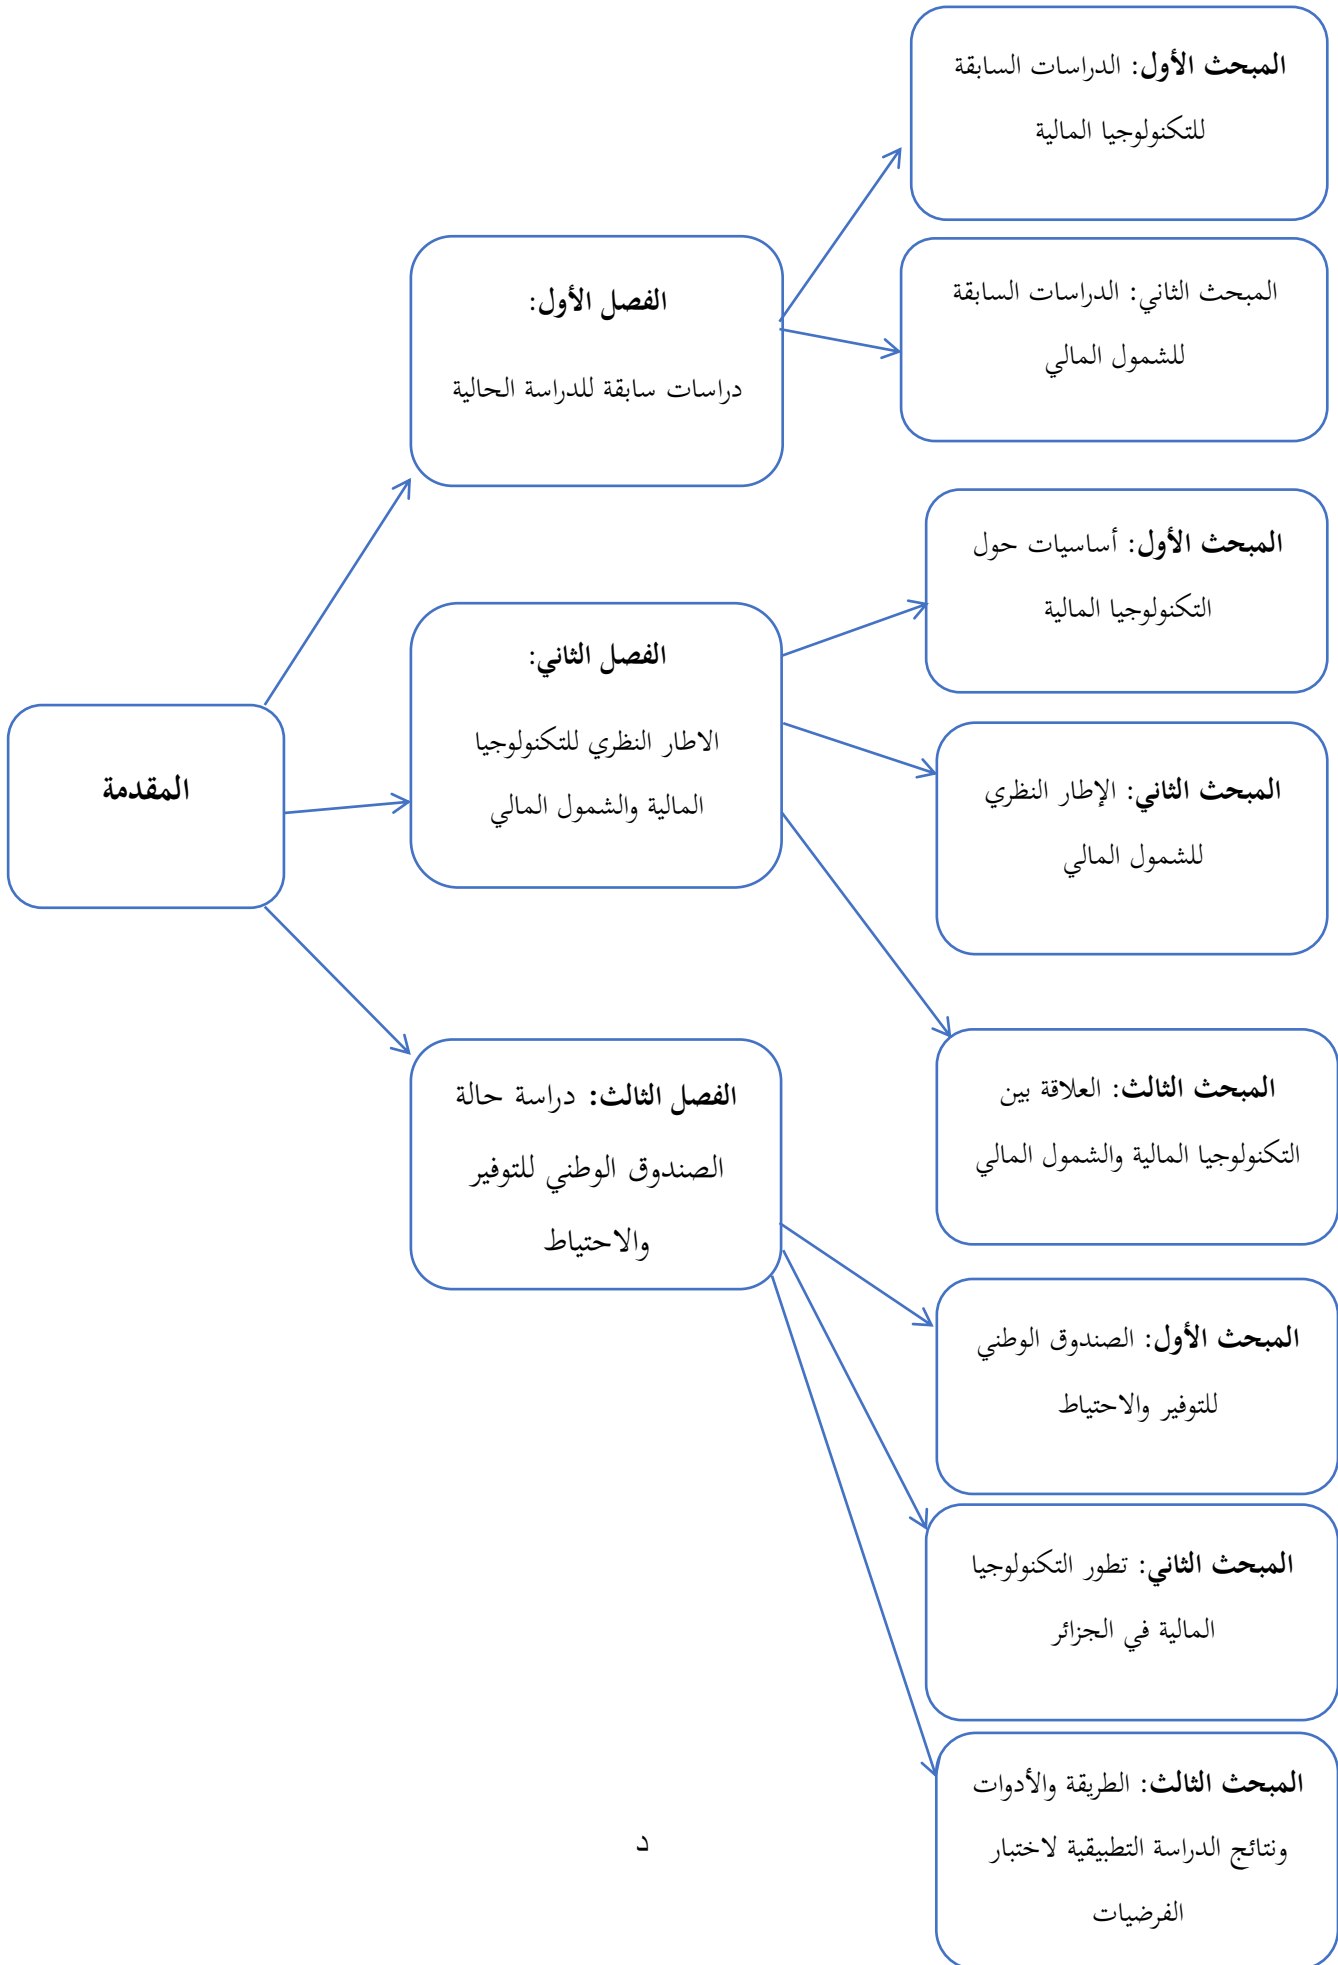 المقدمة
الفصل الأول:
دراسات سابقة للدراسة الحالية
المبحث الأول: الدراسات السابقة
للتكنولوجيا المالية
المبحث الثاني: الدراسات السابقة
للشمول المالي
الفصل الثاني:
الاطار النظري للتكنولوجيا
المالية والشمول المالي
المبحث الأول: أساسيات حول
التكنولوجيا المالية
المبحث الثاني: الإطار النظري
للشمول المالي
المبحث الثالث: العلاقة بين
التكنولوجيا المالية والشمول المالي
الفصل الثالث: دراسة حالة
الصندوق الوطني للتوفير
والاحتياط
المبحث الأول: الصندوق الوطني
للتوفير والاحتياط
المبحث الثاني: تطور التكنولوجيا
المالية في الجزائر
المبحث الثالث: الطريقة والأدوات
ونتائج الدراسة التطبيقية لاختبار
الفرضيات
د